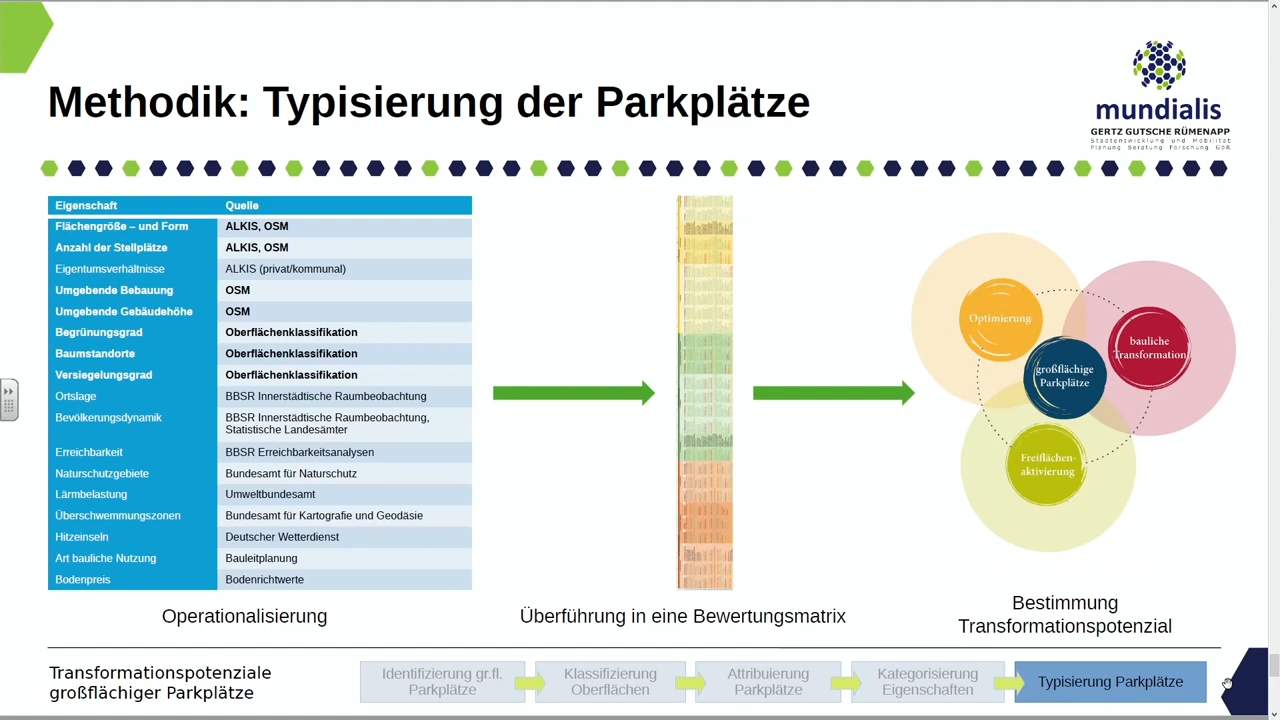 Methodik: Typisierung der Parkplätze
mundialis
GERTZ GUTSCHE RÜMENAPP
Stadtentwicklung und Mobilität
Planung Beratung Forschung GbR
Eigenschaft Quelle
Flächengröße – und Form ALKIS, OSM
Anzahl der Stellplätze ALKIS, OSM
Eigentumsverhältnisse ALKIS (privat/kommunal)
Umgebende Bebauung OSM
Umgebende Gebäudehöhe OSM
Begrünungsgrad Oberflächenklassifikation
Baumstandorte Oberflächenklassifikation
Versiegelungsgrad Oberflächenklassifikation
Ortslage BBSR Innerstädtische Raumbeobachtung
Bevölkerungsdynamik BBSR Innerstädtische Raumbeobachtung,
Statistische Landesämter
Erreichbarkeit BBSR Erreichbarkeitsanalysen
Naturschutzgebiete Bundesamt für Naturschutz
Lärmbelastung Umweltbundesamt
Überschwemmungszonen Bundesamt für Kartografie und Geodäsie
Hitzeinseln Deutscher Wetterdienst
Art bauliche Nutzung Bauleitplanung
Bodenpreis Bodenrichtwerte
Operationalisierung
Überführung in eine Bewertungsmatrix
Optimierung
bauliche
Transformation
großflächige
Parkplätze
Freiflächen-
aktivierung
Bestimmung
Transformationspotenzial
Transformationspotenziale
großflächiger Parkplätze
Identifizierung gr.fl.
Parkplätze
Klassifizierung
Oberflächen
Attribuierung
Parkplätze
Kategorisierung
Eigenschaften
Typisierung Parkplätze